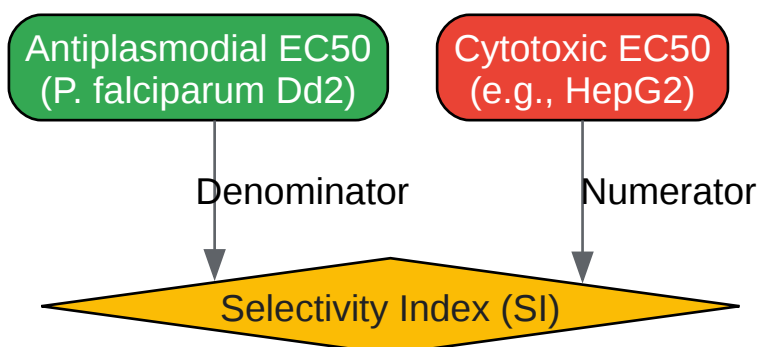 Antiplasmodial EC50
(P. falciparum Dd2)
Cytotoxic EC50
(e.g., HepG2)
Denominator
Numerator
Selectivity Index (SI)